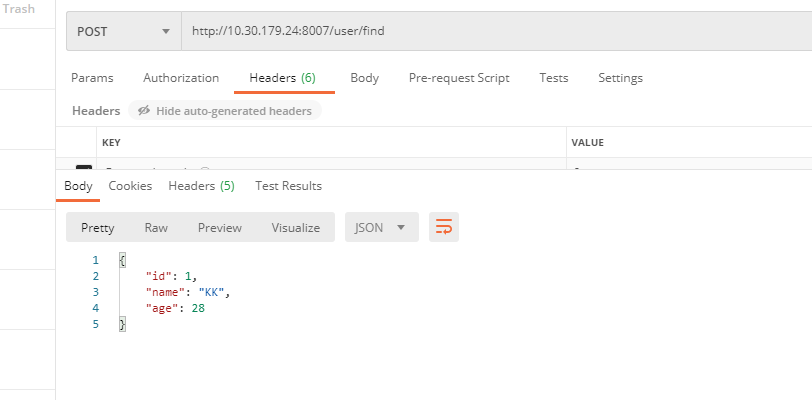 Trash
POST http://10.30.179.24:8007/user/find
Params Authorization Headers (6) Body Pre-request Script Tests Settings
Headers Hide auto-generated headers
KEY VALUE
Body Cookies Headers (5) Test Results
Pretty Raw Preview Visualize JSON
1 {
2 "id": 1,
3 "name": "KK",
4 "age": 28
5 }